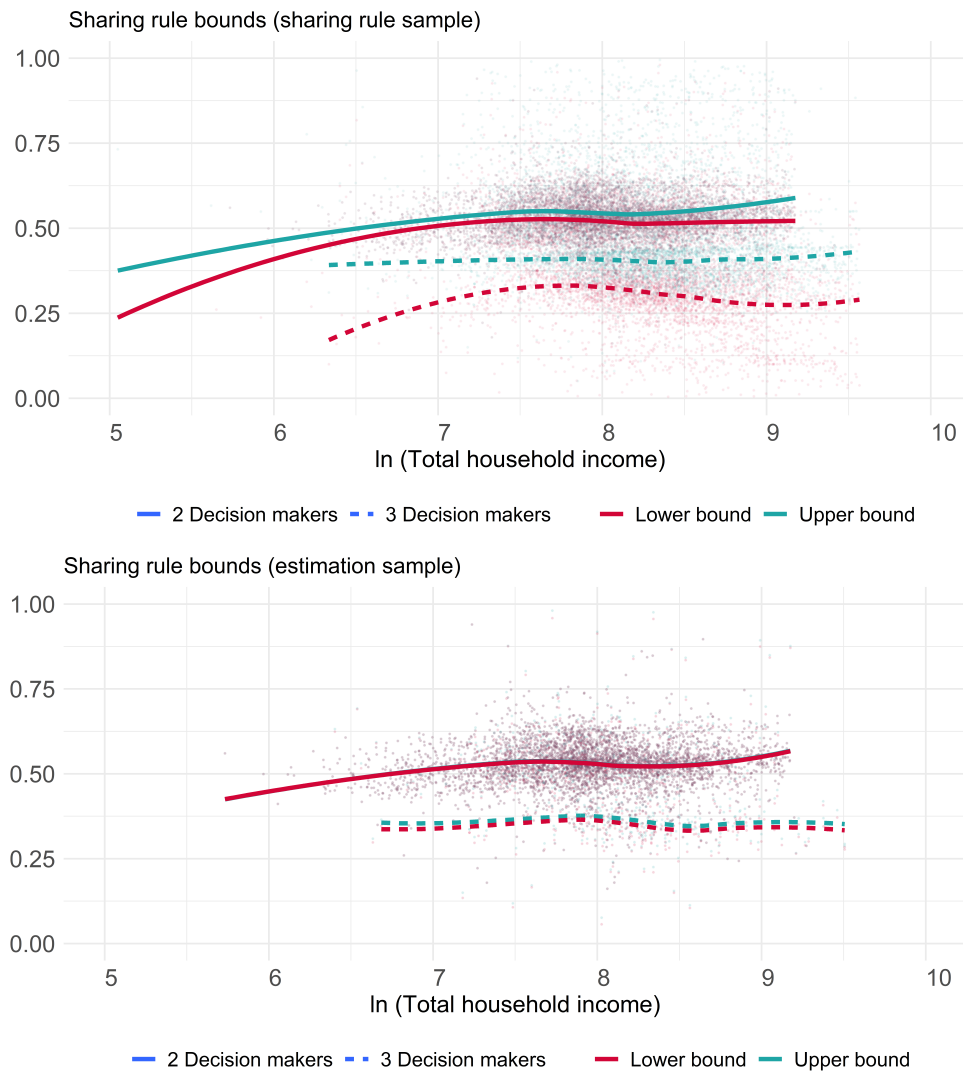 Sharing rule bounds (sharing rule sample)
1.00
0.75
0.50
0.25
0.00
5 6 7 8 9 10
ln (Total household income)
2 Decision makers 3 Decision makers Lower bound Upper bound
Sharing rule bounds (estimation sample)
1.00
0.75
0.50
0.25
0.00
5 6 7 8 9 10
ln (Total household income)
2 Decision makers 3 Decision makers Lower bound Upper bound